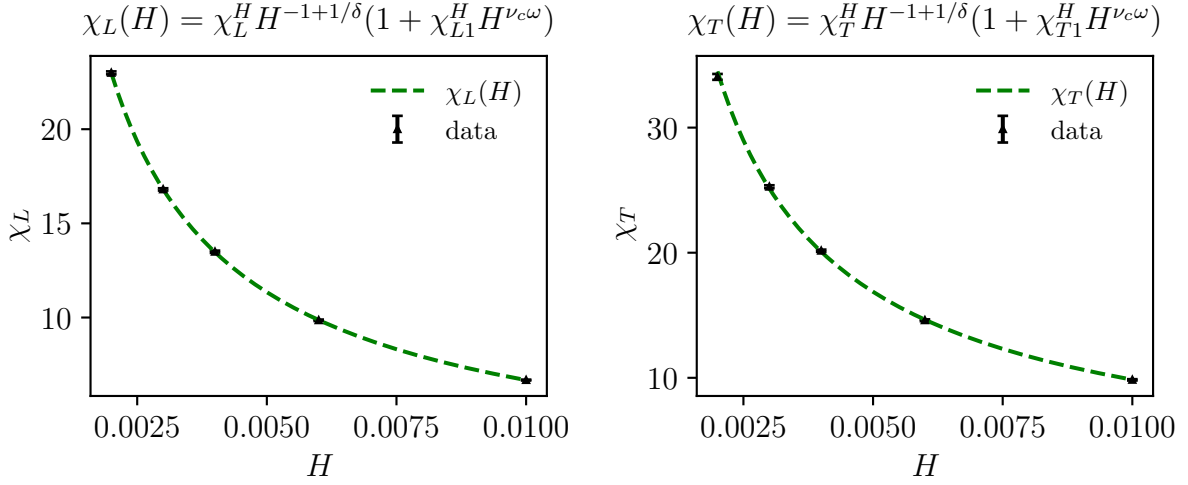 χ_L(H) = χ_L^H H^{-1+1/δ}(1 + χ_{L1}^H H^{ν_cω})
χ_L(H)
data
20
15
10
χ_L
0.0025 0.0050 0.0075 0.0100
H
χ_T(H) = χ_T^H H^{-1+1/δ}(1 + χ_{T1}^H H^{ν_cω})
χ_T(H)
data
30
20
10
χ_T
0.0025 0.0050 0.0075 0.0100
H